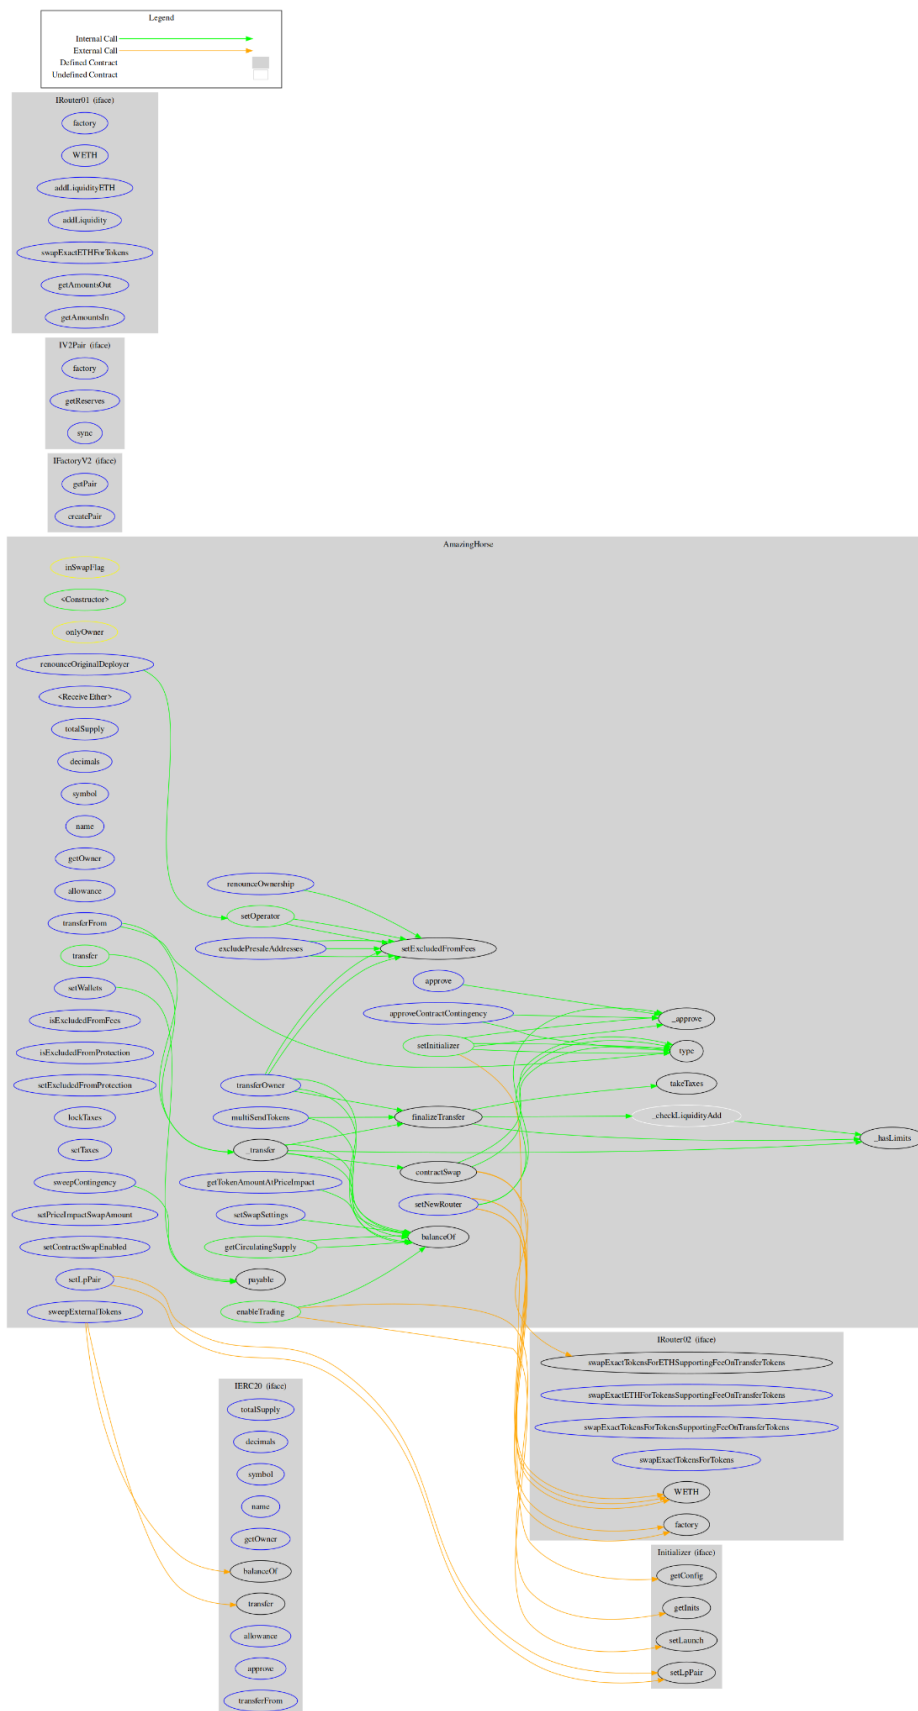 Legend
Internal Call
External Call
Defined Contract
Undefined Contract
IRouter01 (iface)
factory
WETH
addLiquidityETH
addLiquidity
swapExactETHForTokens
getAmountsOut
getAmountsIn
IV2Pair (iface)
factory
getReserves
sync
IFactoryV2 (iface)
getPair
createPair
AmazingHorse
inSwapFlag
<Constructor>
onlyOwner
renounceOriginalDeployer
<Receive Ether>
totalSupply
decimals
symbol
name
getOwner
allowance
transferFrom
transfer
setWallets
isExcludedFromFees
isExcludedFromProtection
setExcludedFromProtection
lockTaxes
setTaxes
sweepContingency
setPriceImpactSwapAmount
setContractSwapEnabled
setLpPair
sweepExternalTokens
renounceOwnership
setOperator
excludePresaleAddresses
transferOwner
multiSendTokens
_transfer
getTokenAmountAtPriceImpact
setSwapSettings
getCirculatingSupply
payable
enableTrading
setExcludedFromFees
approve
approveContractContingency
setInitializer
finalizeTransfer
contractSwap
setNewRouter
balanceOf
_approve
type
takeTaxes
_checkLiquidityAdd
_hasLimits
IRouter02 (iface)
swapExactTokensForETHSupportingFeeOnTransferTokens
swapExactETHForTokensSupportingFeeOnTransferTokens
swapExactTokensForTokensSupportingFeeOnTransferTokens
swapExactTokensForTokens
WETH
factory
IERC20 (iface)
totalSupply
decimals
symbol
name
getOwner
balanceOf
transfer
allowance
approve
transferFrom
Initializer (iface)
getConfig
getInits
setLaunch
setLpPair